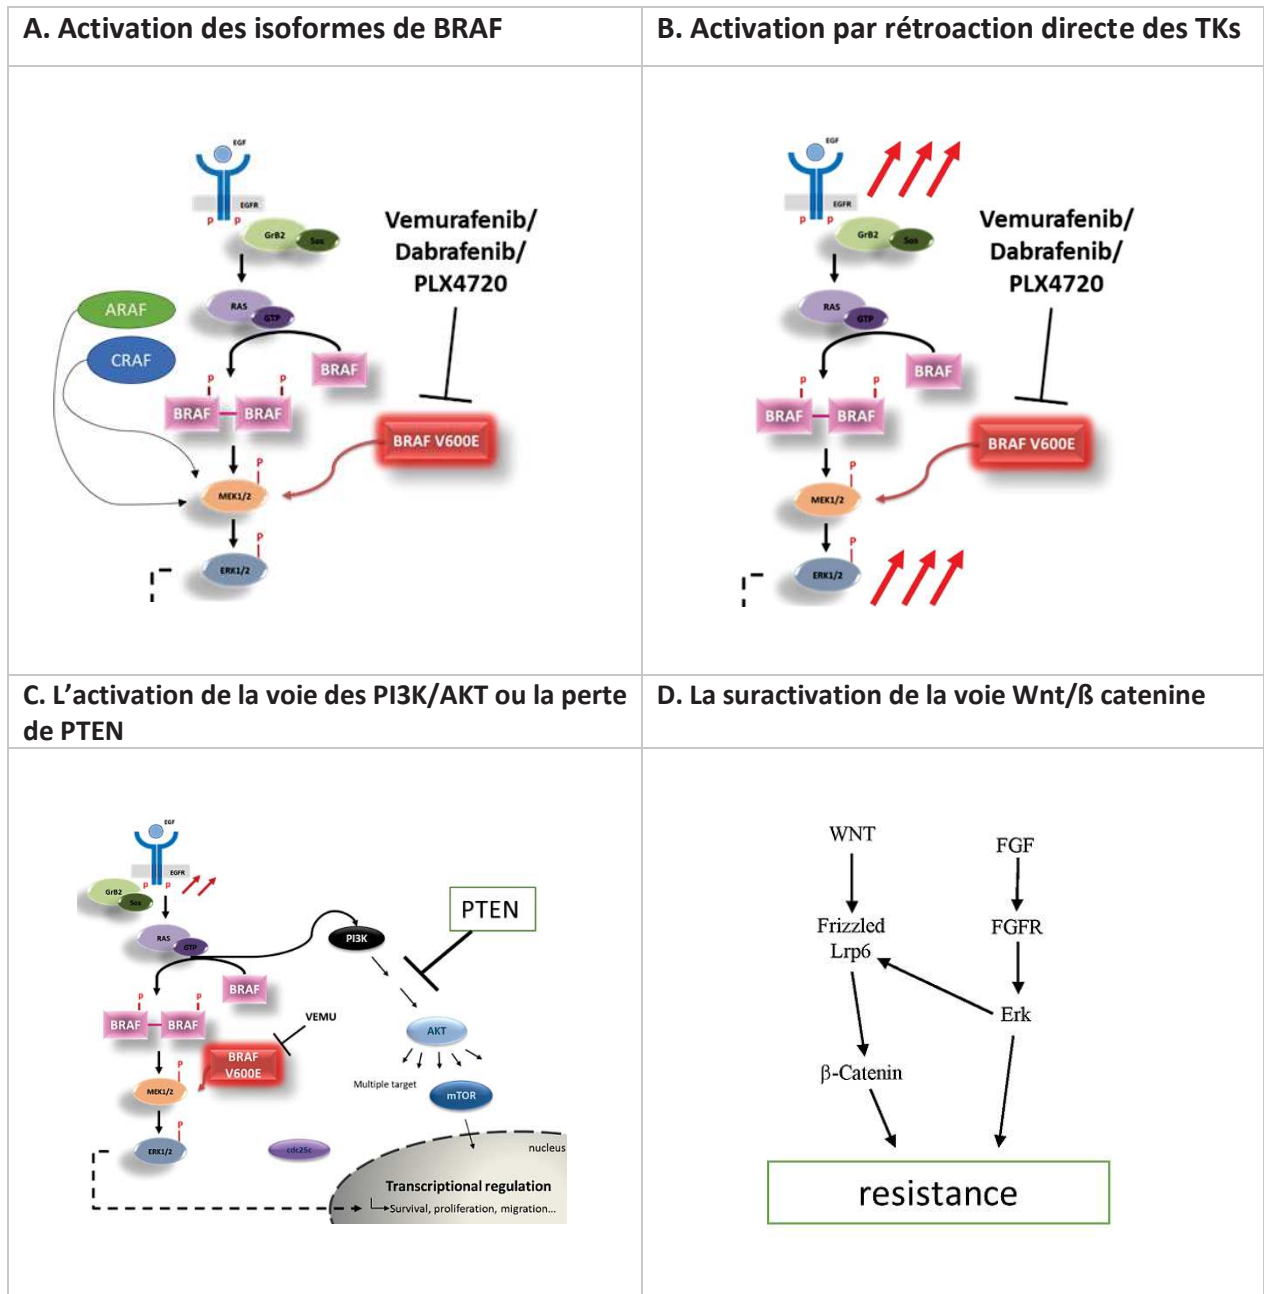 A. Activation des isoformes de BRAF
B. Activation par rétroaction directe des TKs
EGF
EGFR
P P
GrB2
Sos
Vemurafenib/
Dabrafenib/
PLX4720
RAS
GTP
ARAF
CRAF
BRAF
P P
BRAF BRAF
BRAF V600E
P
MEK1/2
P
ERK1/2
EGF
EGFR
P P
GrB2
Sos
Vemurafenib/
Dabrafenib/
PLX4720
RAS
GTP
BRAF
P P
BRAF BRAF
BRAF V600E
P
MEK1/2
P
ERK1/2
C. L’activation de la voie des PI3K/AKT ou la perte
de PTEN
D. La suractivation de la voie Wnt/ß catenine
EGF
EGFR
P P
GrB2
Sos
RAS
GTP
PI3K
PTEN
BRAF
P P
BRAF BRAF
VEMU
BRAF
V600E
AKT
P
MEK1/2
Multiple target
mTOR
P
ERK1/2
cdc25c
nucleus
Transcriptional regulation
Survival, proliferation, migration...
WNT
FGF
Frizzled
Lrp6
FGFR
Erk
β-Catenin
resistance